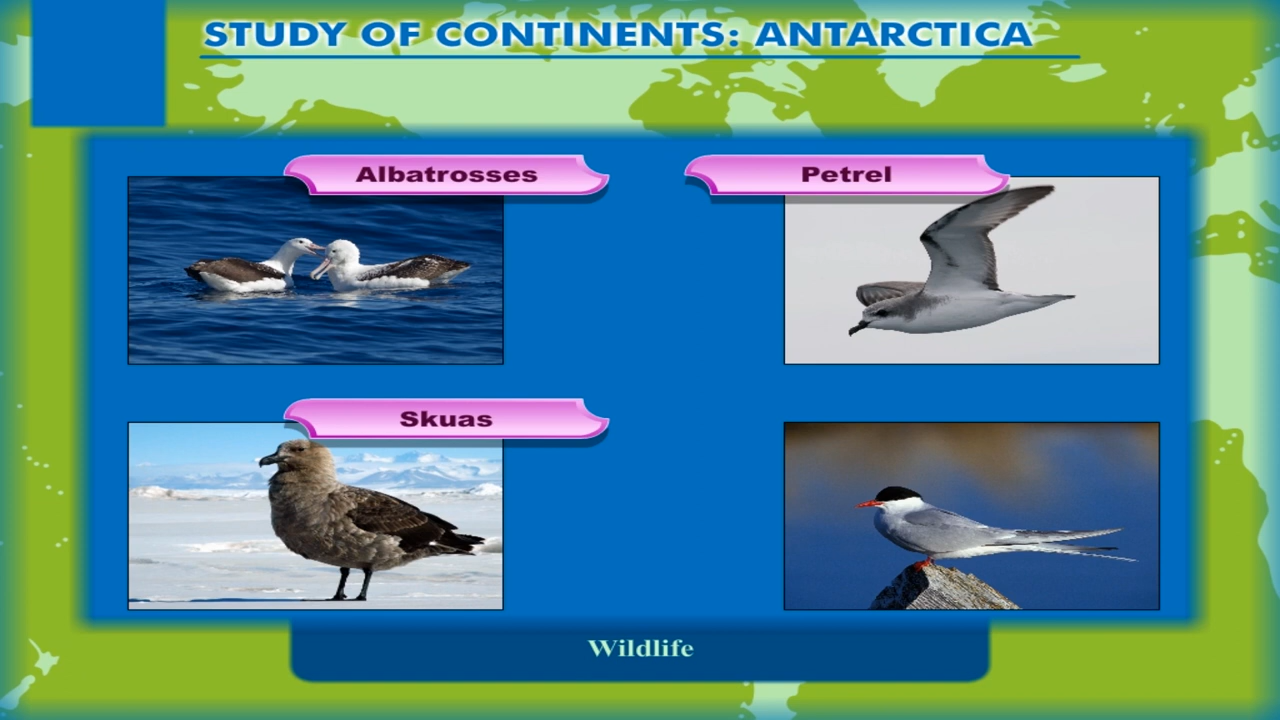 STUDY OF CONTINENTS: ANTARCTICA
Albatrosses
Petrel
Skuas
Wildlife